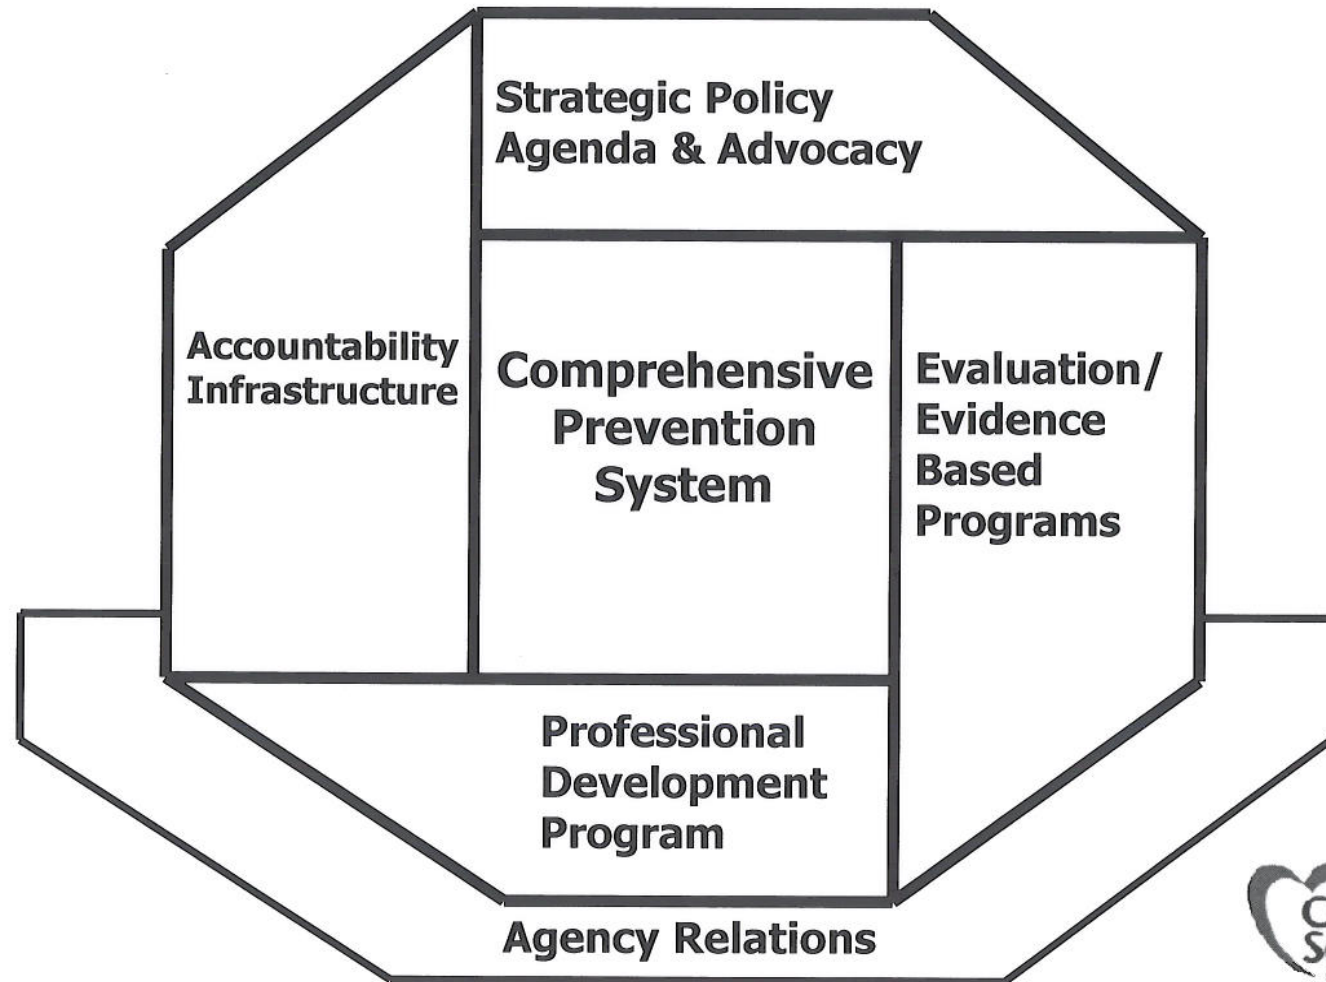 Strategic Policy
Agenda & Advocacy
Accountability
Infrastructure
Comprehensive
Prevention
System
Evaluation/
Evidence
Based
Programs
Professional
Development
Program
Agency Relations